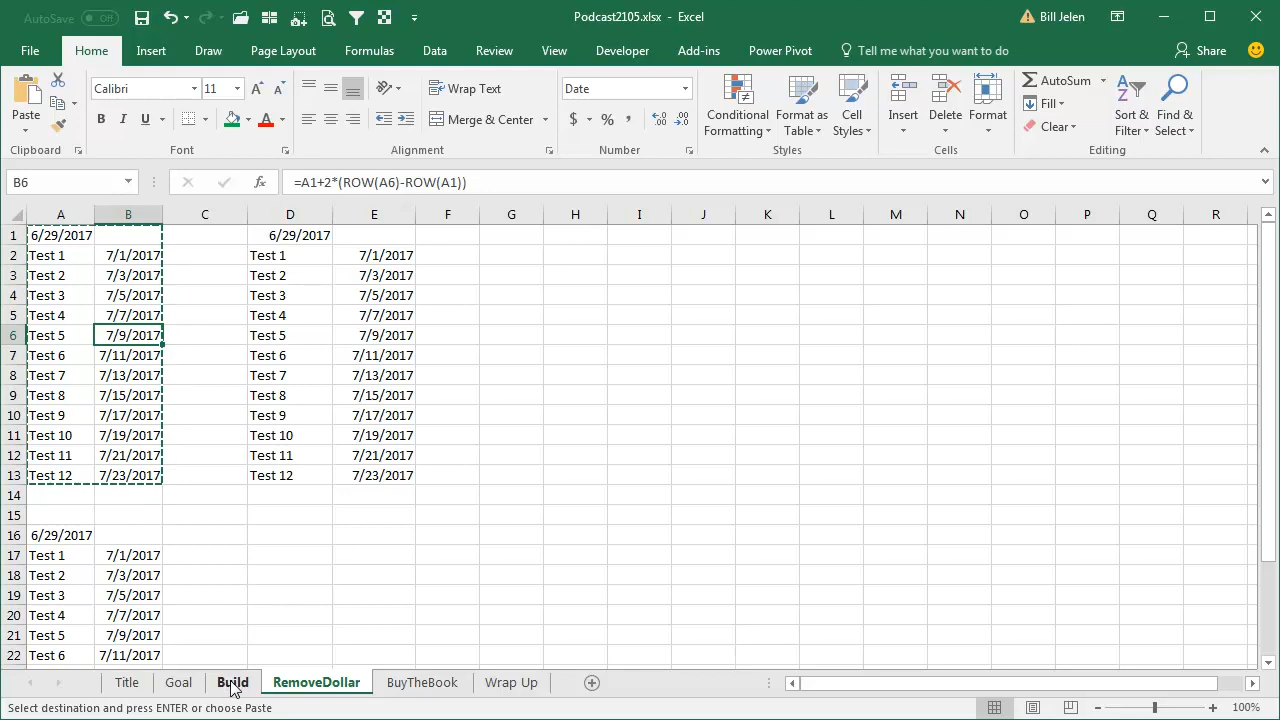 AutoSave Off Podcast2105.xlsx - Excel Bill Jelen
File Home Insert Draw Page Layout Formulas Data Review View Developer Add-ins Power Pivot Tell me what you want to do Share
Paste Calibri 11 Wrap Text Date Conditional Formatting Format as Table Cell Styles Insert Delete Format AutoSum Sort & Filter Find & Select
B I U Merge & Center $ % , Fill
Clear
Clipboard Font Alignment Number Styles Cells Editing
B6 fx =A1+2*(ROW(A6)-ROW(A1))
A B C D E F G H I J K L M N O P Q R
1 6/29/2017 6/29/2017
2 Test 1 7/1/2017 Test 1 7/1/2017
3 Test 2 7/3/2017 Test 2 7/3/2017
4 Test 3 7/5/2017 Test 3 7/5/2017
5 Test 4 7/7/2017 Test 4 7/7/2017
6 Test 5 7/9/2017 Test 5 7/9/2017
7 Test 6 7/11/2017 Test 6 7/11/2017
8 Test 7 7/13/2017 Test 7 7/13/2017
9 Test 8 7/15/2017 Test 8 7/15/2017
10 Test 9 7/17/2017 Test 9 7/17/2017
11 Test 10 7/19/2017 Test 10 7/19/2017
12 Test 11 7/21/2017 Test 11 7/21/2017
13 Test 12 7/23/2017 Test 12 7/23/2017
14
15
16 6/29/2017
17 Test 1 7/1/2017
18 Test 2 7/3/2017
19 Test 3 7/5/2017
20 Test 4 7/7/2017
21 Test 5 7/9/2017
22 Test 6 7/11/2017
Title Goal Build RemoveDollar BuyTheBook Wrap Up
Select destination and press ENTER or choose Paste 100%